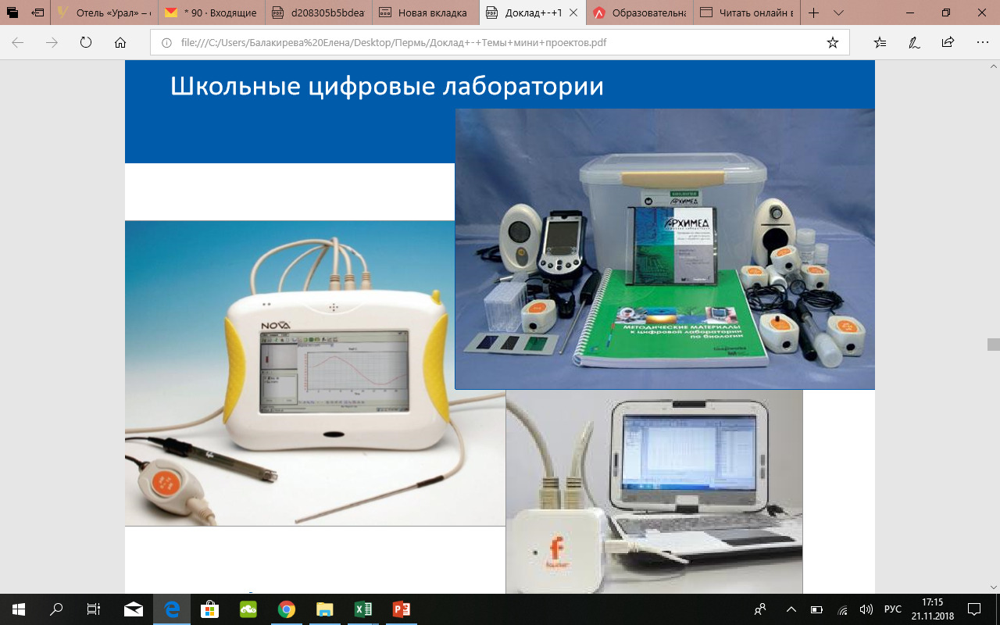 Отель «Урал» – о
* 90 · Входящие
d208305b5bdea
Новая вкладка
Доклад+-+Т
Образовательна
Читать онлайн в
file:///C:/Users/Балакирева%20Елена/Desktop/Пермь/Доклад+-+Темы+мини+проектов.pdf
Школьные цифровые лаборатории
БИОЛОГИЯ
АРХИМЕД
АРХИМЕД
МЕТОДИЧЕСКИЕ МАТЕРИАЛЫ
к цифровой лаборатории
по биологии
NOVA
f
fourier
РУС
17:15
21.11.2018